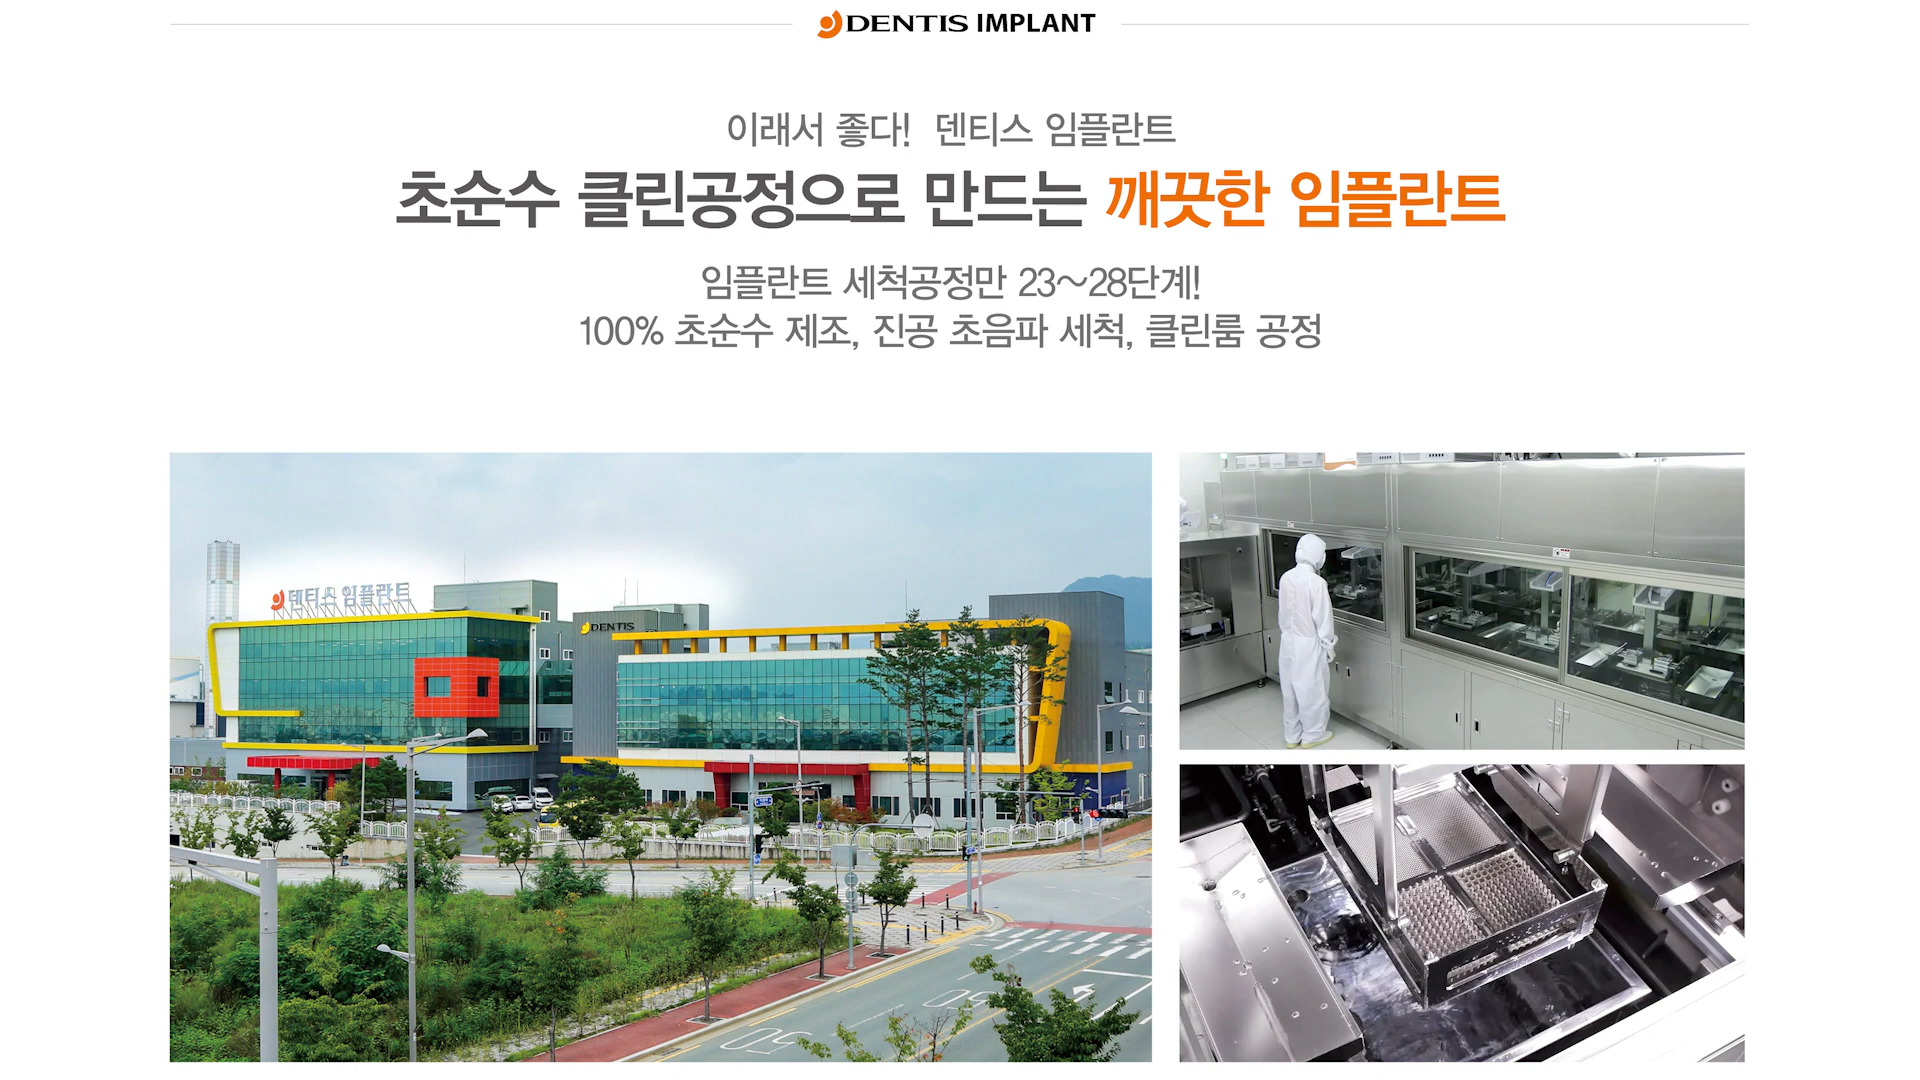 DENTIS IMPLANT
이래서 좋다! 덴티스 임플란트
초순수 클린공정으로 만드는 깨끗한 임플란트
임플란트 세척공정만 23~28단계!
100% 초순수 제조, 진공 초음파 세척, 클린룸 공정
덴티스 임플란트
DENTIS
50
50